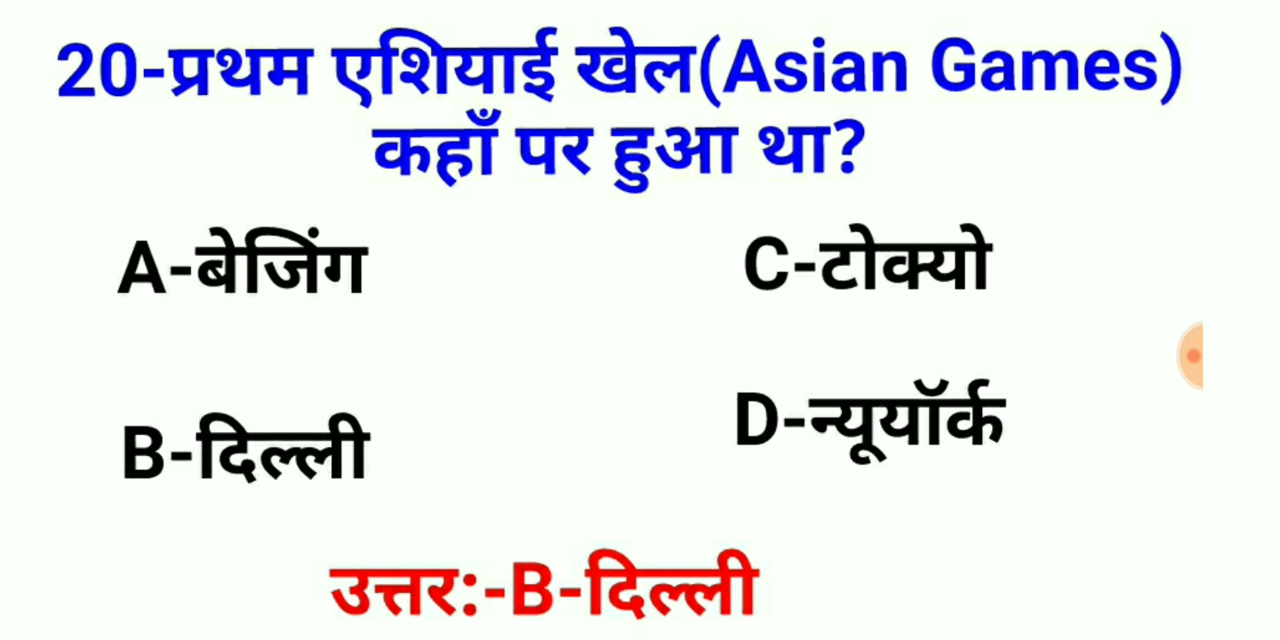 20-प्रथम एशियाई खेल(Asian Games)
कहाँ पर हुआ था?
A-बेजिंग
C-टोक्यो
B-दिल्ली
D-न्यूयॉर्क
उत्तर:-B-दिल्ली